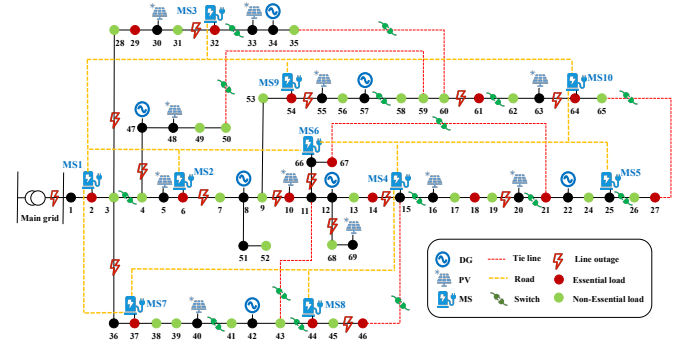 MS3
28 29 30 31 32 33 34 35
MS9 MS10
53 54 55 56 57 58 59 60 61 62 63 64 65
47 48 49 50
MS6
66 67
MS1 MS2 MS4 MS5
Main grid
1 2 3 4 5 6 7 8 9 10 11 12 13 14 15 16 17 18 19 20 21 22 24 25 26 27
51 52 68 69
MS7 MS8
36 37 38 39 40 41 42 43 44 45 46
DG Tie line Line outage
PV Road Essential load
MS Switch Non-Essential load